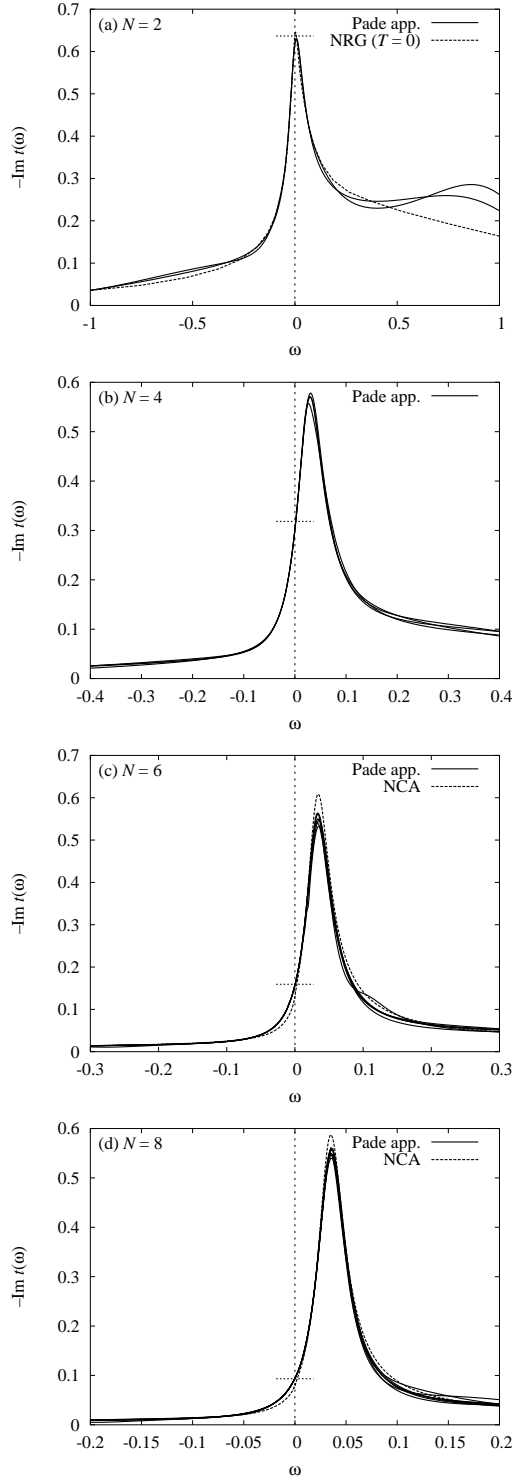 (a) N = 2
Pade app.
NRG (T = 0)
−Im t(ω)
0.7
0.6
0.5
0.4
0.3
0.2
0.1
0
-1 -0.5 0 0.5 1
ω
(b) N = 4
Pade app.
−Im t(ω)
0.6
0.5
0.4
0.3
0.2
0.1
0
-0.4 -0.3 -0.2 -0.1 0 0.1 0.2 0.3 0.4
ω
(c) N = 6
Pade app.
NCA
−Im t(ω)
0.7
0.6
0.5
0.4
0.3
0.2
0.1
0
-0.3 -0.2 -0.1 0 0.1 0.2 0.3
ω
(d) N = 8
Pade app.
NCA
−Im t(ω)
0.6
0.5
0.4
0.3
0.2
0.1
0
-0.2 -0.15 -0.1 -0.05 0 0.05 0.1 0.15 0.2
ω